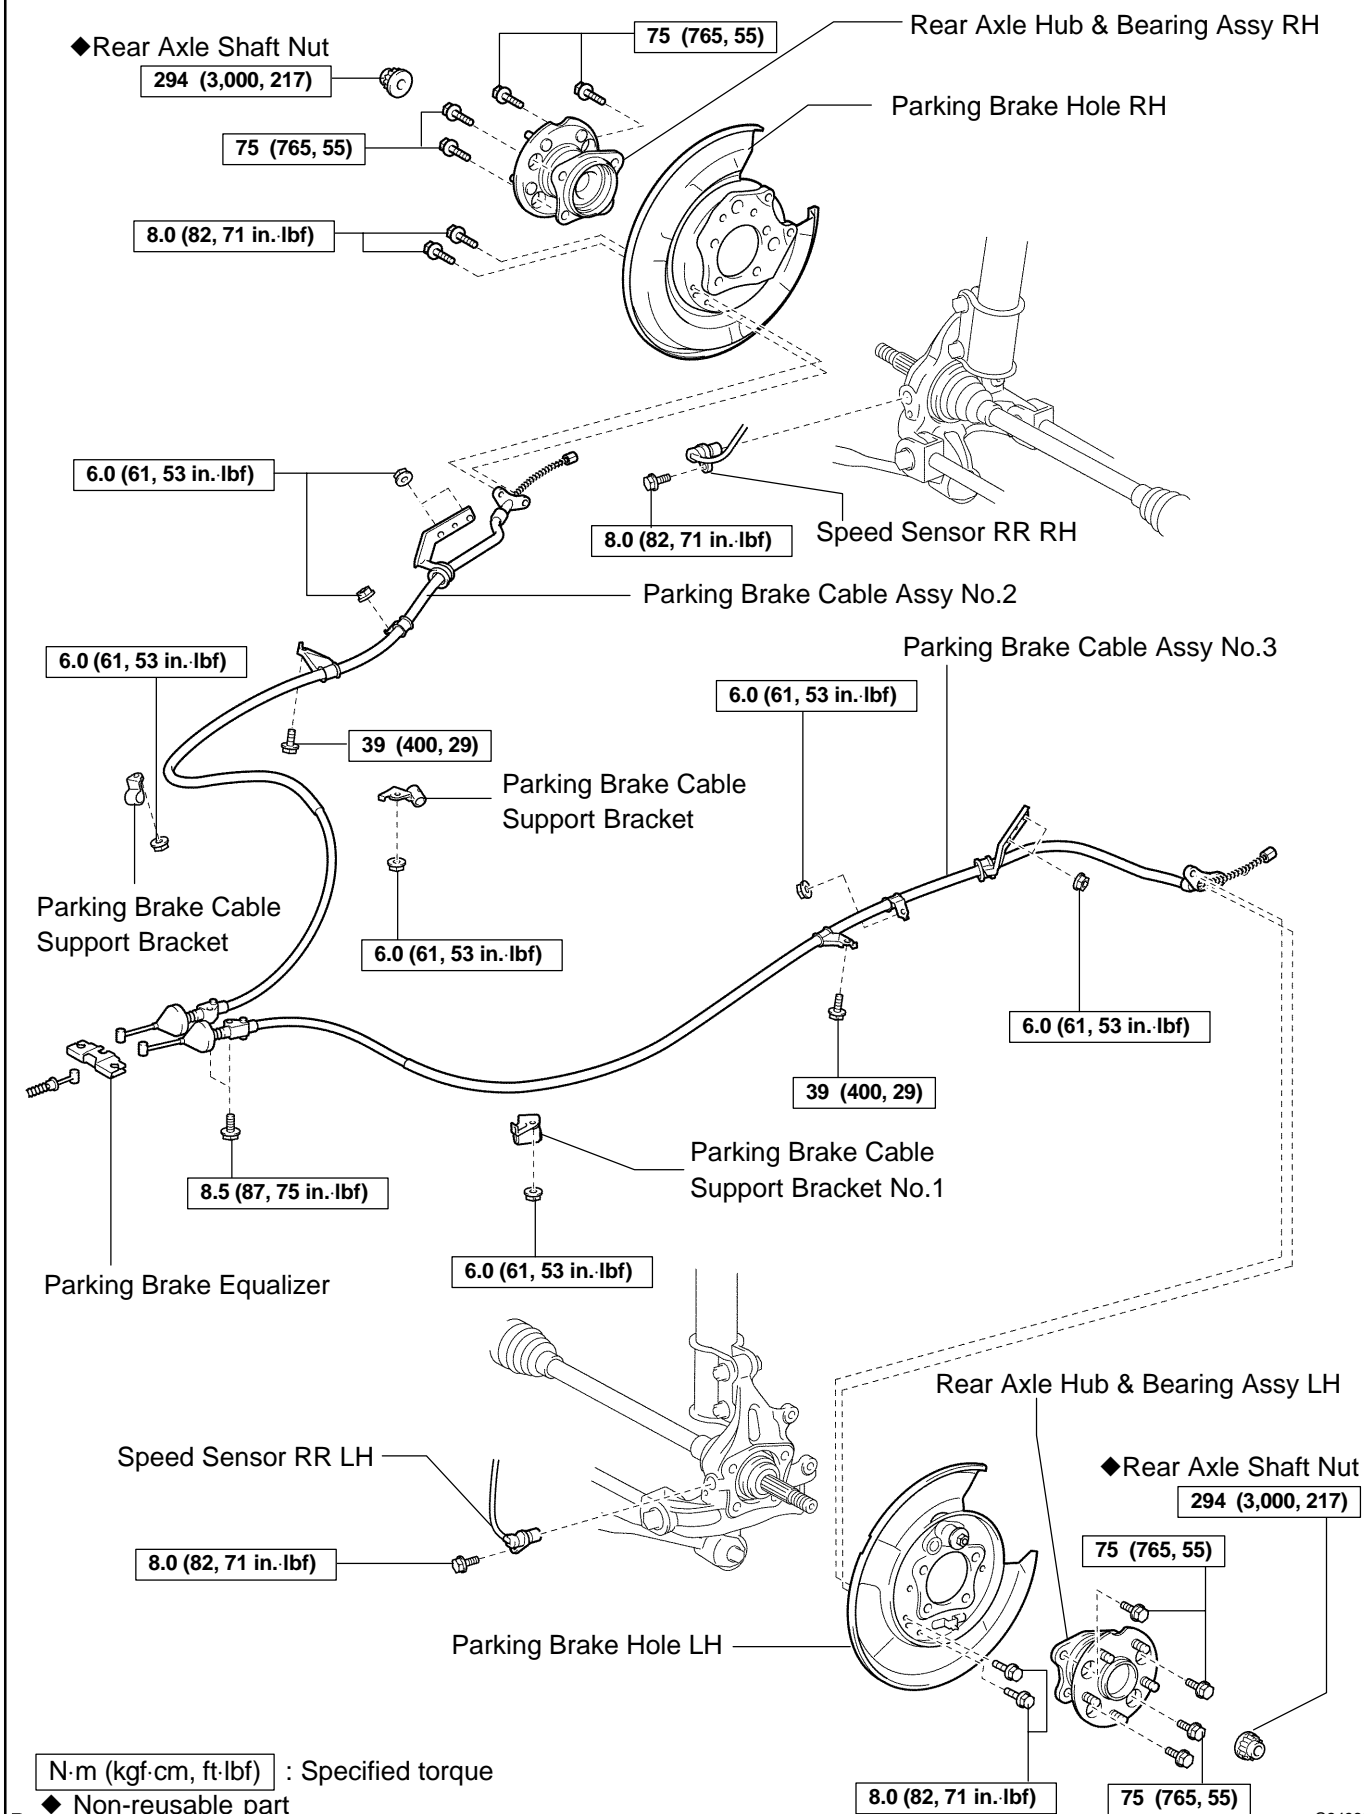 ◆Rear Axle Shaft Nut
294 (3,000, 217)
75 (765, 55)
Rear Axle Hub & Bearing Assy RH
Parking Brake Hole RH
75 (765, 55)
8.0 (82, 71 in.·lbf)
6.0 (61, 53 in.·lbf)
8.0 (82, 71 in.·lbf)
Speed Sensor RR RH
Parking Brake Cable Assy No.2
6.0 (61, 53 in.·lbf)
Parking Brake Cable Assy No.3
6.0 (61, 53 in.·lbf)
39 (400, 29)
Parking Brake Cable
Support Bracket
Parking Brake Cable
Support Bracket
6.0 (61, 53 in.·lbf)
6.0 (61, 53 in.·lbf)
39 (400, 29)
Parking Brake Cable
Support Bracket No.1
8.5 (87, 75 in.·lbf)
6.0 (61, 53 in.·lbf)
Parking Brake Equalizer
Rear Axle Hub & Bearing Assy LH
Speed Sensor RR LH
◆Rear Axle Shaft Nut
294 (3,000, 217)
75 (765, 55)
8.0 (82, 71 in.·lbf)
Parking Brake Hole LH
N·m (kgf·cm, ft·lbf) : Specified torque
8.0 (82, 71 in.·lbf)
75 (765, 55)
◆ Non-reusable part